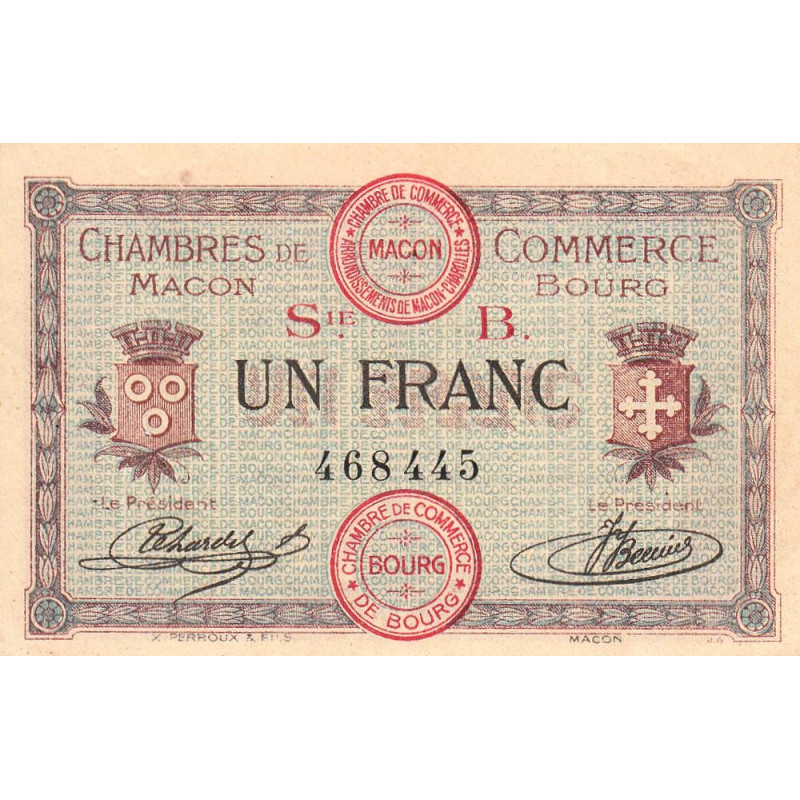 CHAMBRE DE COMMERCE
MACON
ARRONDISSEMENTS DE MACON-CHAROLLES
CHAMBRES DE COMMERCE
MACON BOURG
SIE. B.
UN FRANC
468445
Le Président Le Président
CHAMBRE DE COMMERCE
BOURG
DE BOURG
X. PERROUX & FILS MACON